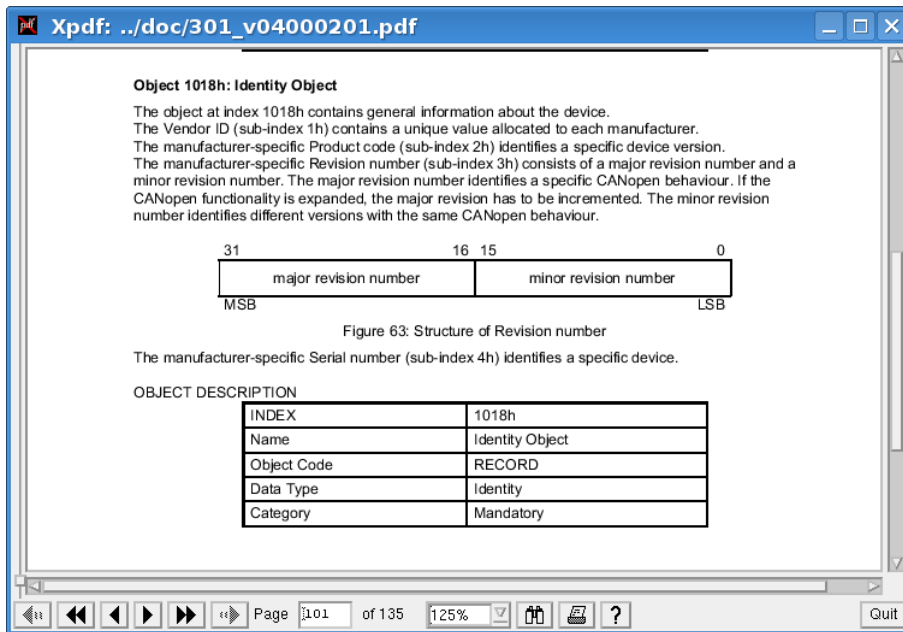 Xpdf: ../doc/301_v04000201.pdf
Object 1018h: Identity Object
The object at index 1018h contains general information about the device.
The Vendor ID (sub-index 1h) contains a unique value allocated to each manufacturer.
The manufacturer-specific Product code (sub-index 2h) identifies a specific device version.
The manufacturer-specific Revision number (sub-index 3h) consists of a major revision number and a
minor revision number. The major revision number identifies a specific CANopen behaviour. If the
CANopen functionality is expanded, the major revision has to be incremented. The minor revision
number identifies different versions with the same CANopen behaviour.
31 16 15 0
major revision number minor revision number
MSB LSB
Figure 63: Structure of Revision number
The manufacturer-specific Serial number (sub-index 4h) identifies a specific device.
OBJECT DESCRIPTION
INDEX 1018h
Name Identity Object
Object Code RECORD
Data Type Identity
Category Mandatory
Page 101 of 135 125% ? Quit